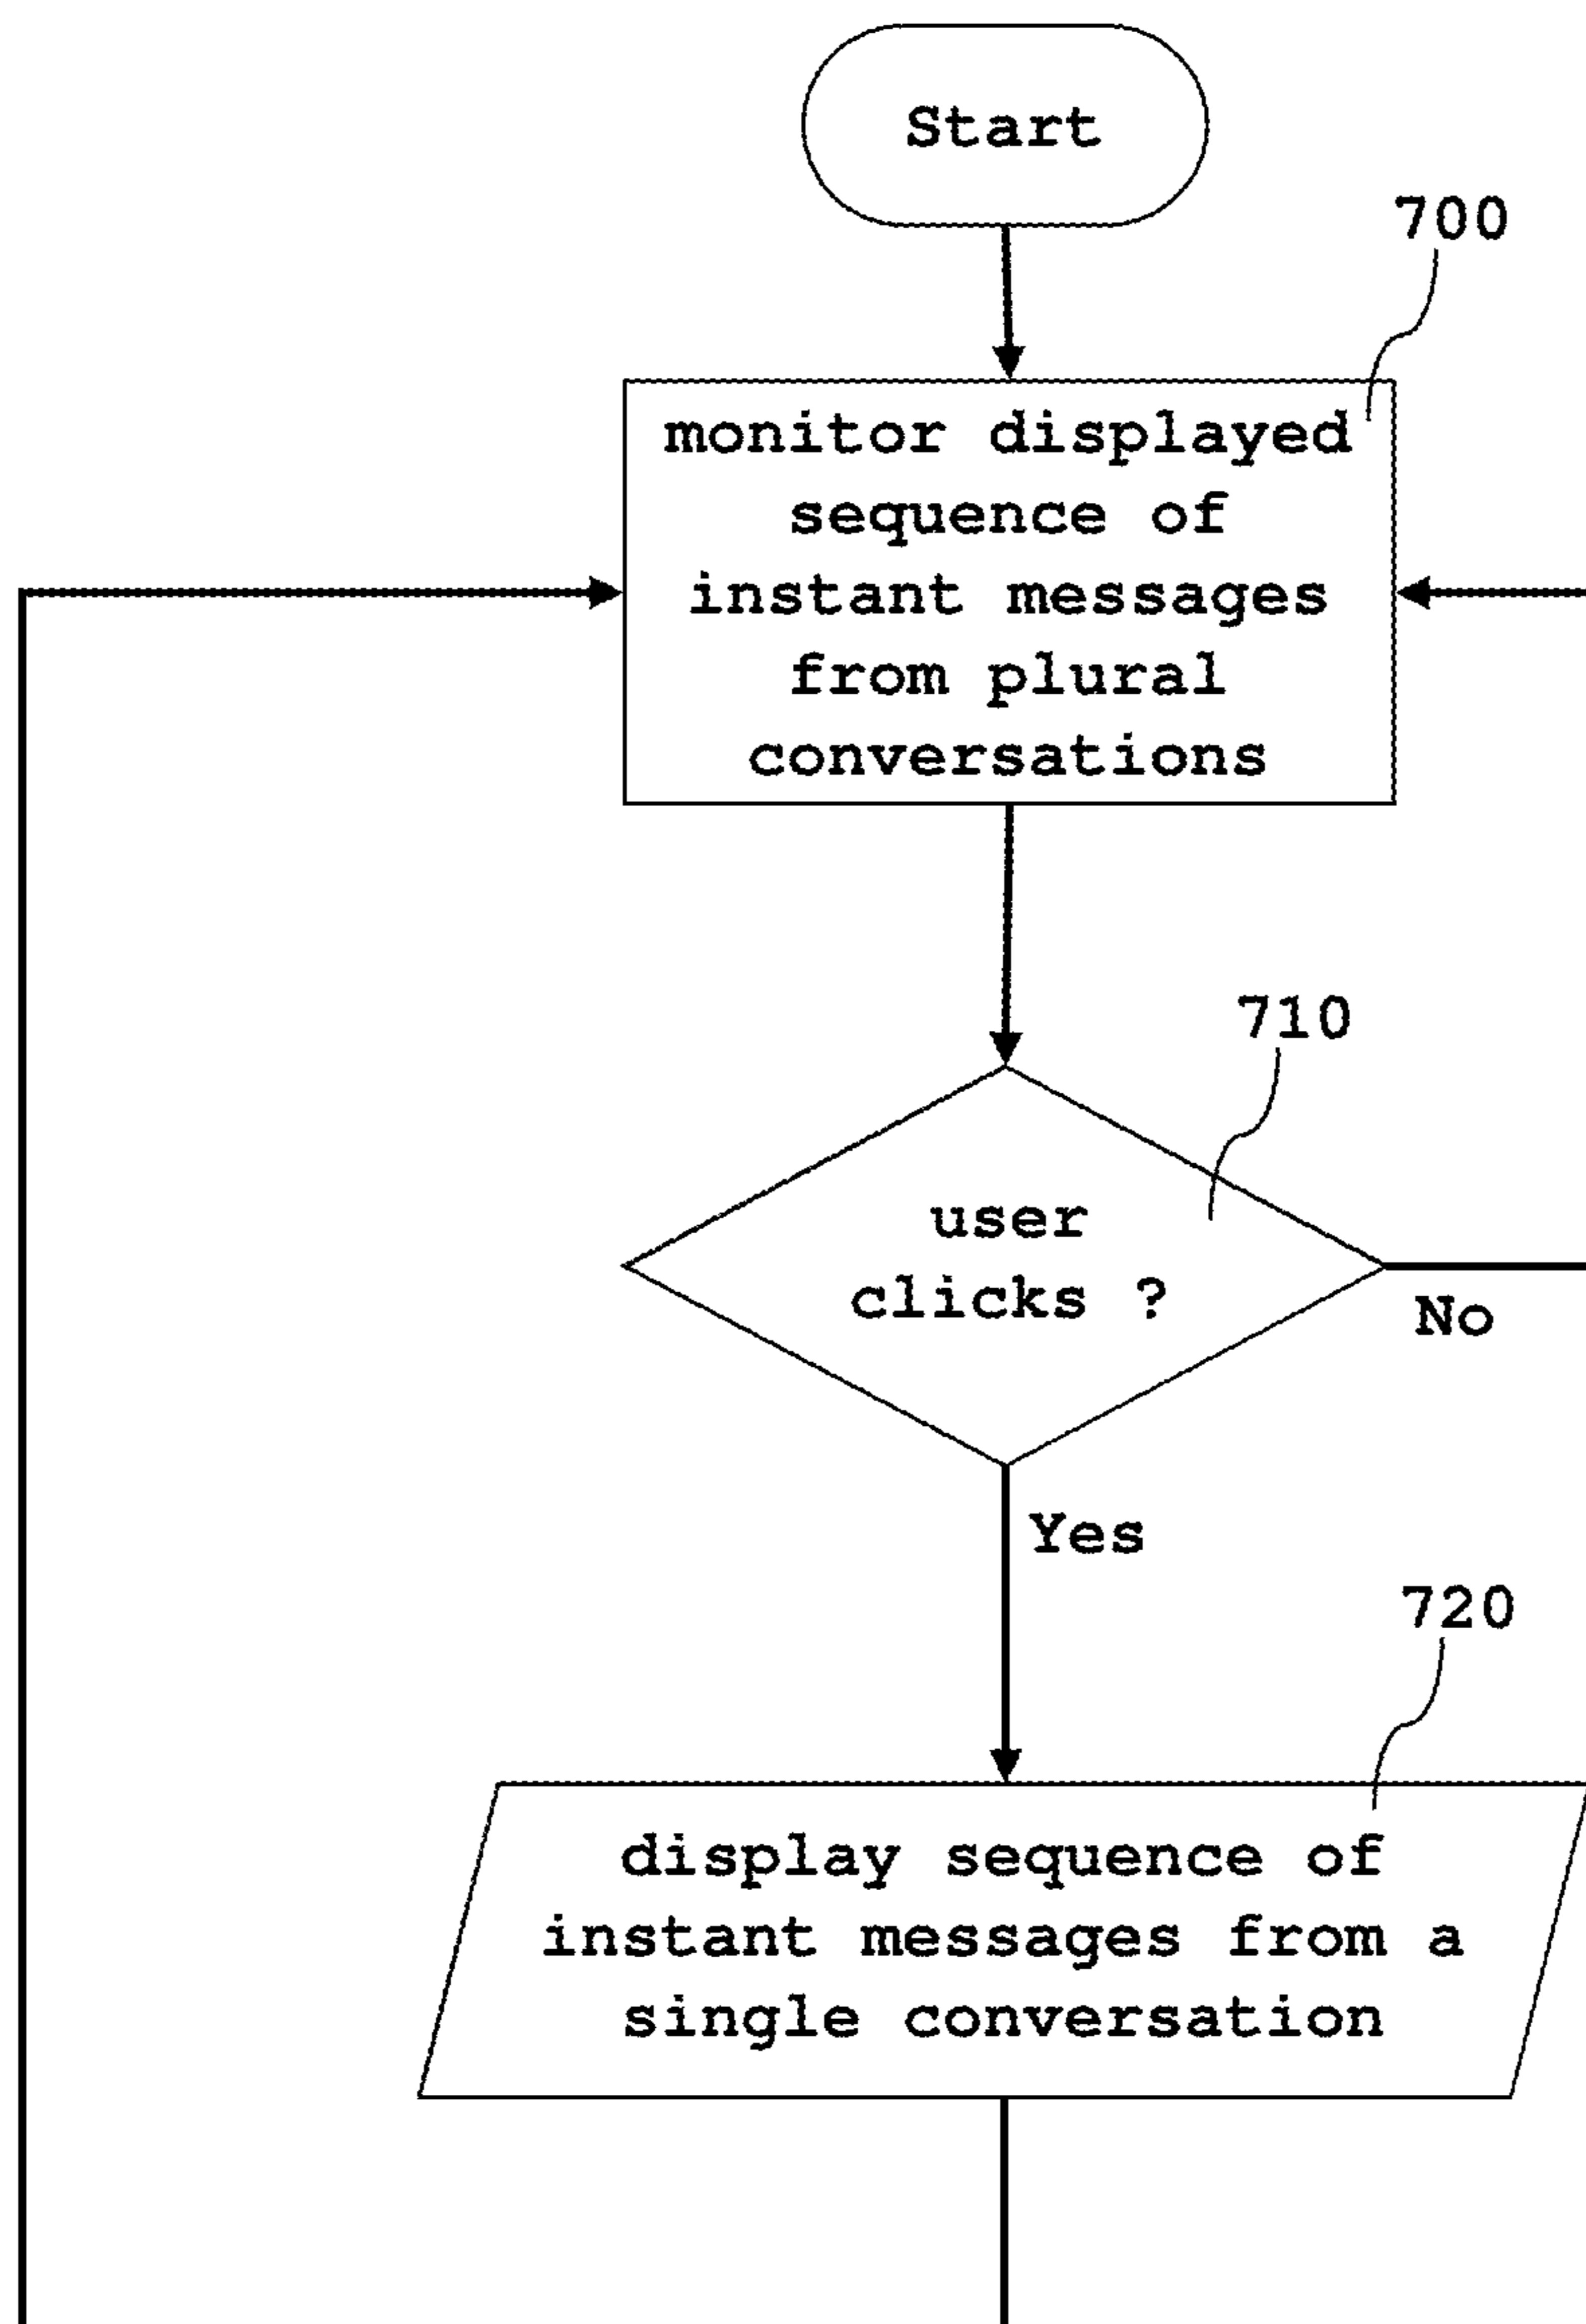 Start
700
monitor displayed
sequence of
instant messages
from plural
conversations
710
user
clicks ?
No
Yes
720
display sequence of
instant messages from a
single conversation